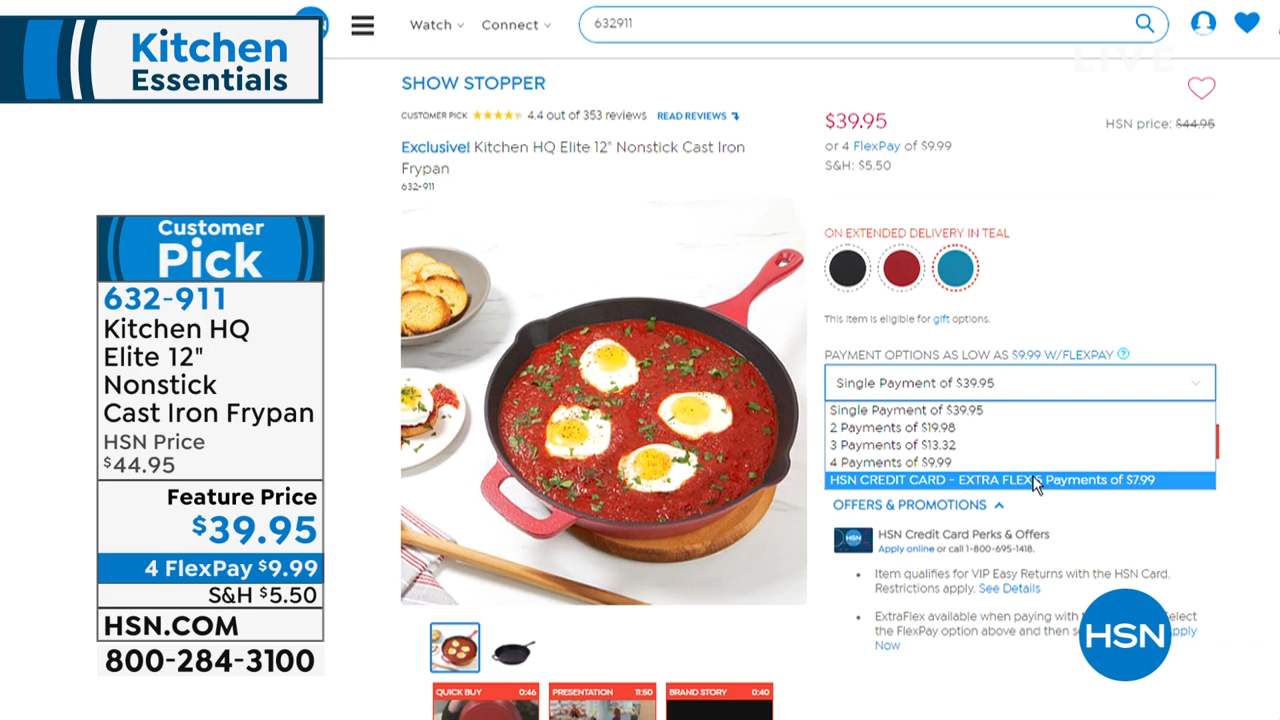 Kitchen
Essentials
Watch
Connect
632911
LIVE
SHOW STOPPER
CUSTOMER PICK
4.4 out of 353 reviews
READ REVIEWS
Exclusive! Kitchen HQ Elite 12" Nonstick Cast Iron
Frypan
632-911
$39.95
HSN price: $44.95
or 4 FlexPay of $9.99
S&H: $5.50
ON EXTENDED DELIVERY IN TEAL
This item is eligible for gift options.
PAYMENT OPTIONS AS LOW AS $9.99 W/FLEXPAY ?
Single Payment of $39.95
Single Payment of $39.95
2 Payments of $19.98
3 Payments of $13.32
4 Payments of $9.99
HSN CREDIT CARD - EXTRA FLEX 5 Payments of $7.99
OFFERS & PROMOTIONS
HSN
HSN Credit Card Perks & Offers
Apply online or call 1-800-695-1418.
Item qualifies for VIP Easy Returns with the HSN Card.
Restrictions apply. See Details
ExtraFlex available when paying with
the FlexPay option above and then
Now
HSN
Customer
Pick
632-911
Kitchen HQ
Elite 12"
Nonstick
Cast Iron Frypan
HSN Price
$44.95
Feature Price
$39.95
4 FlexPay $9.99
S&H $5.50
HSN.COM
800-284-3100
QUICK BUY 0:46
PRESENTATION 11:50
BRAND STORY 0:40